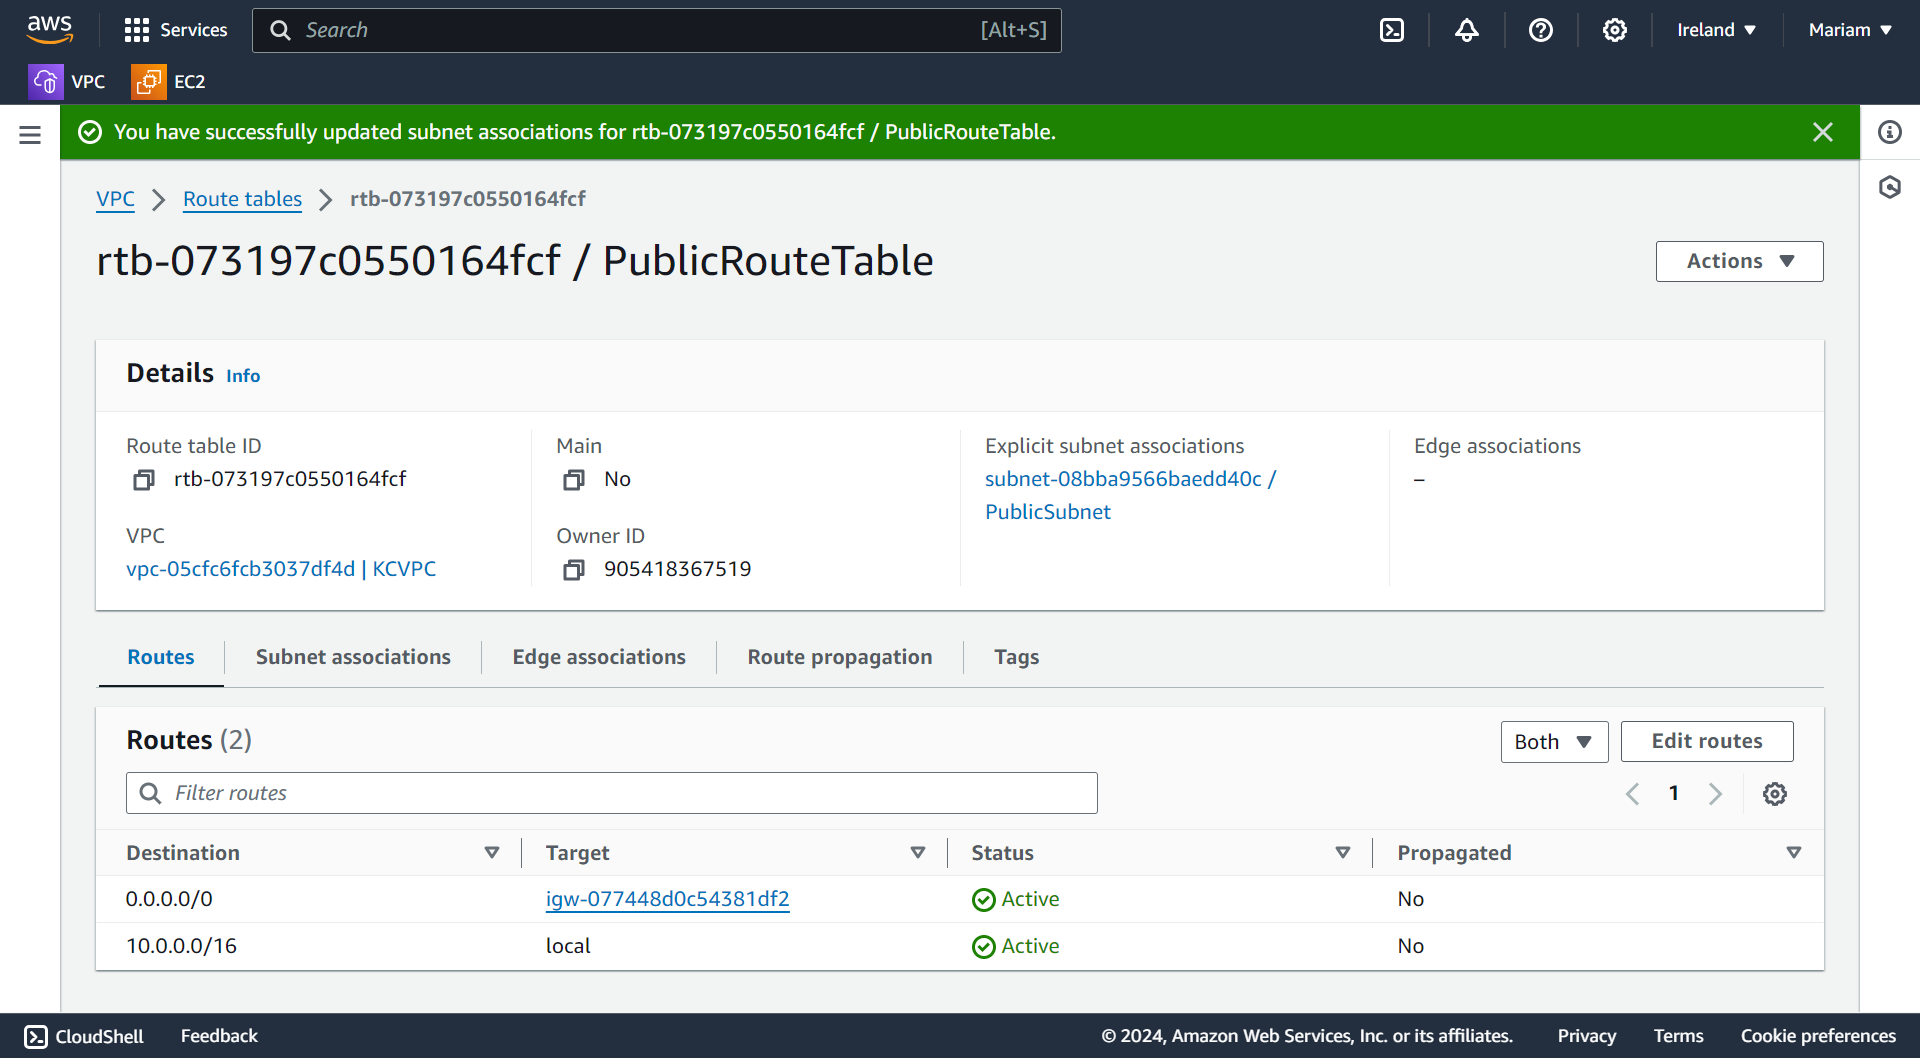 aws
Services
Search [Alt+S]
Ireland
Mariam
VPC
EC2
You have successfully updated subnet associations for rtb-073197c0550164fcf / PublicRouteTable.
VPC
Route tables
rtb-073197c0550164fcf
rtb-073197c0550164fcf / PublicRouteTable
Actions
Details Info
Route table ID
rtb-073197c0550164fcf
Main
No
Explicit subnet associations
subnet-08bba9566baedd40c /
PublicSubnet
Edge associations
–
VPC
vpc-05cfc6fcb3037df4d | KCVPC
Owner ID
905418367519
Routes
Subnet associations
Edge associations
Route propagation
Tags
Routes (2)
Both
Edit routes
Filter routes
1
Destination Target Status Propagated
0.0.0.0/0 igw-077448d0c54381df2 Active No
10.0.0.0/16 local Active No
CloudShell
Feedback
© 2024, Amazon Web Services, Inc. or its affiliates.
Privacy
Terms
Cookie preferences